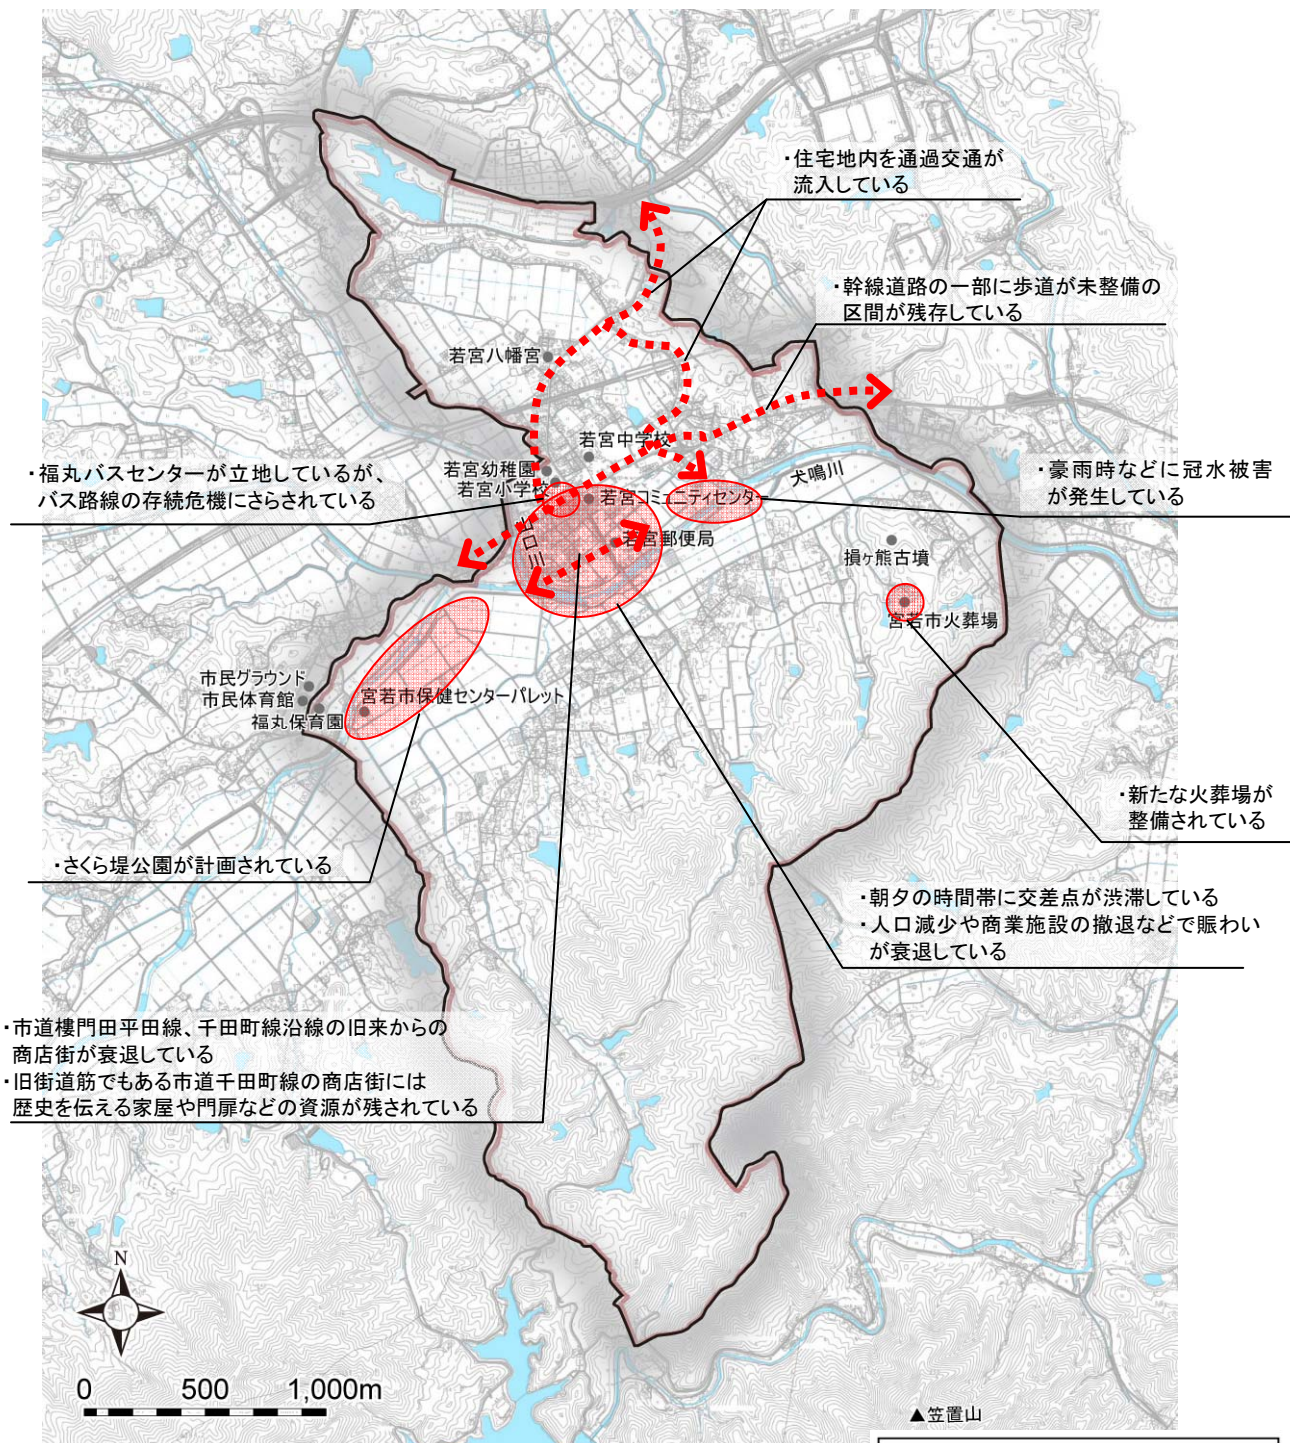 ・住宅地内を通過交通が
流入している
・幹線道路の一部に歩道が未整備の
区間が残存している
若宮八幡宮
若宮中学校
若宮幼稚園
若宮小学校
・福丸バスセンターが立地しているが、
バス路線の存続危機にさらされている
若宮コミュニティセンター
犬鳴川
・豪雨時などに冠水被害
が発生している
山口川
若宮郵便局
損ヶ熊古墳
宮若市火葬場
市民グラウンド
市民体育館
福丸保育園
宮若市保健センターパレット
・新たな火葬場が
整備されている
・さくら堤公園が計画されている
・朝夕の時間帯に交差点が渋滞している
・人口減少や商業施設の撤退などで賑わい
が衰退している
・市道樓門田平田線、千田町線沿線の旧来からの
商店街が衰退している
・旧街道筋でもある市道千田町線の商店街には
歴史を伝える家屋や門扉などの資源が残されている
N
0 500 1,000m
▲笠置山